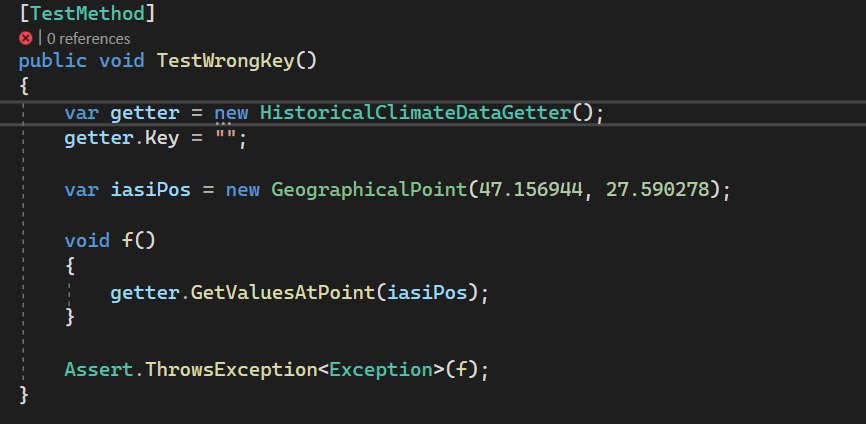 [TestMethod]
| 0 references
public void TestWrongKey()
{
var getter = new HistoricalClimateDataGetter();
getter.Key = "";
var iasiPos = new GeographicalPoint(47.156944, 27.590278);
void f()
{
getter.GetValuesAtPoint(iasiPos);
}
Assert.ThrowsException<Exception>(f);
}